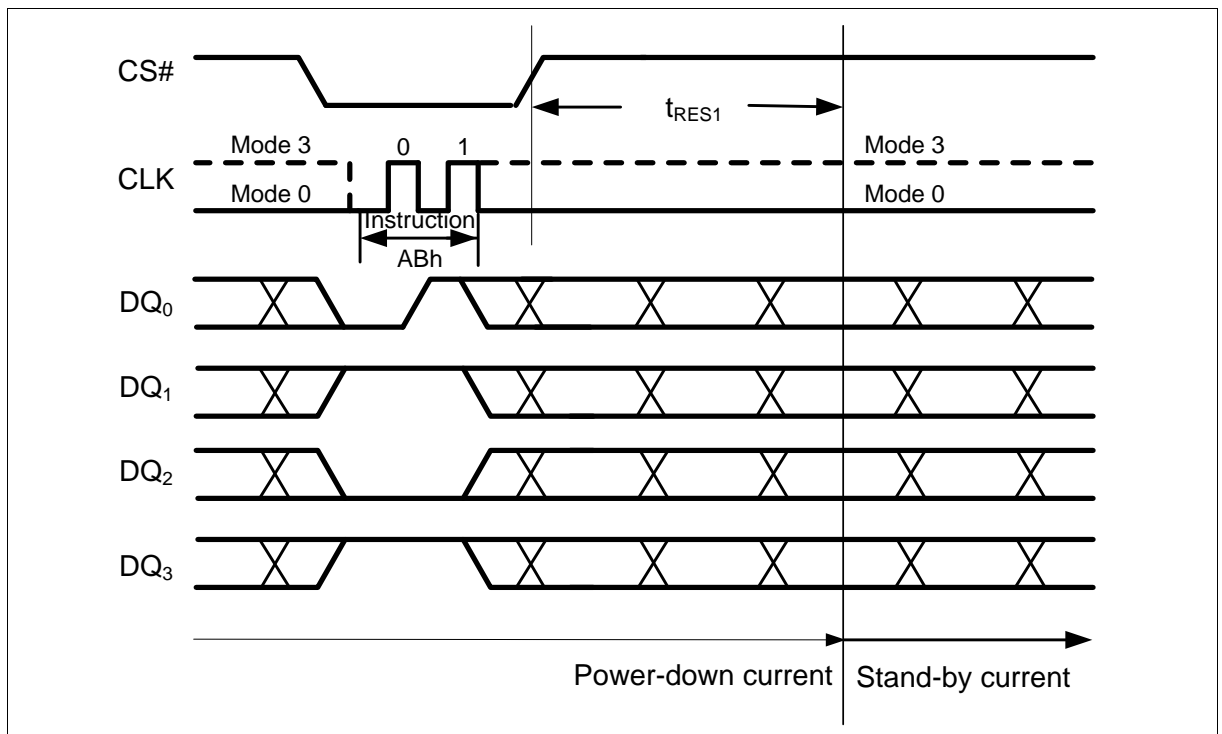 CS#
tRES1
Mode 3 0 1 Mode 3
CLK
Mode 0 Mode 0
Instruction
ABh
DQ0
DQ1
DQ2
DQ3
Power-down current Stand-by current